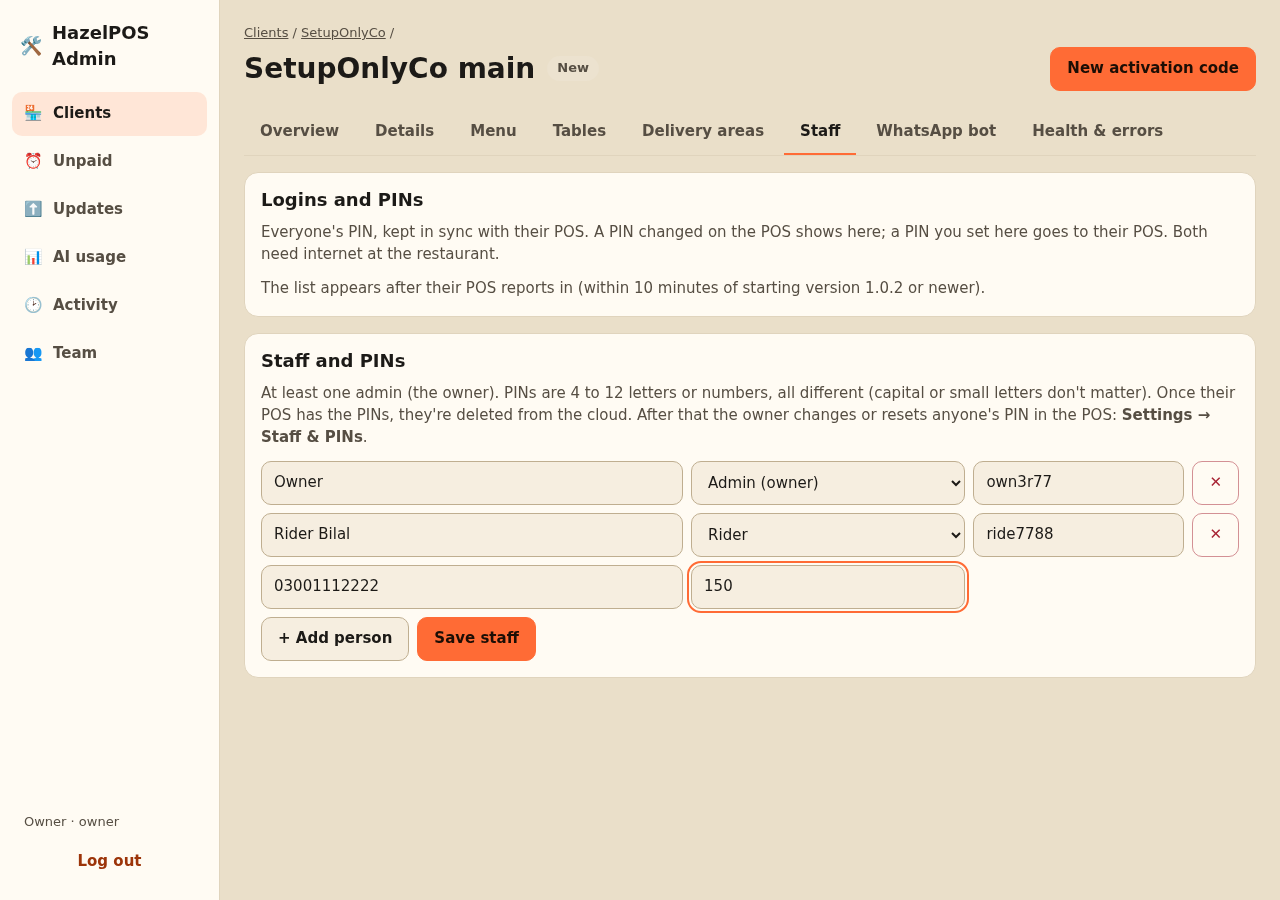 HazelPOS
Admin
Clients
Unpaid
Updates
AI usage
Activity
Team
Owner · owner
Log out
Clients / SetupOnlyCo /
SetupOnlyCo main New
New activation code
Overview Details Menu Tables Delivery areas Staff WhatsApp bot Health & errors
Logins and PINs
Everyone's PIN, kept in sync with their POS. A PIN changed on the POS shows here; a PIN you set here goes to their POS. Both
need internet at the restaurant.
The list appears after their POS reports in (within 10 minutes of starting version 1.0.2 or newer).
Staff and PINs
At least one admin (the owner). PINs are 4 to 12 letters or numbers, all different (capital or small letters don't matter). Once their
POS has the PINs, they're deleted from the cloud. After that the owner changes or resets anyone's PIN in the POS: Settings →
Staff & PINs.
Owner Admin (owner) own3r77 ✕
Rider Bilal Rider ride7788 ✕
03001112222 150
+ Add person Save staff